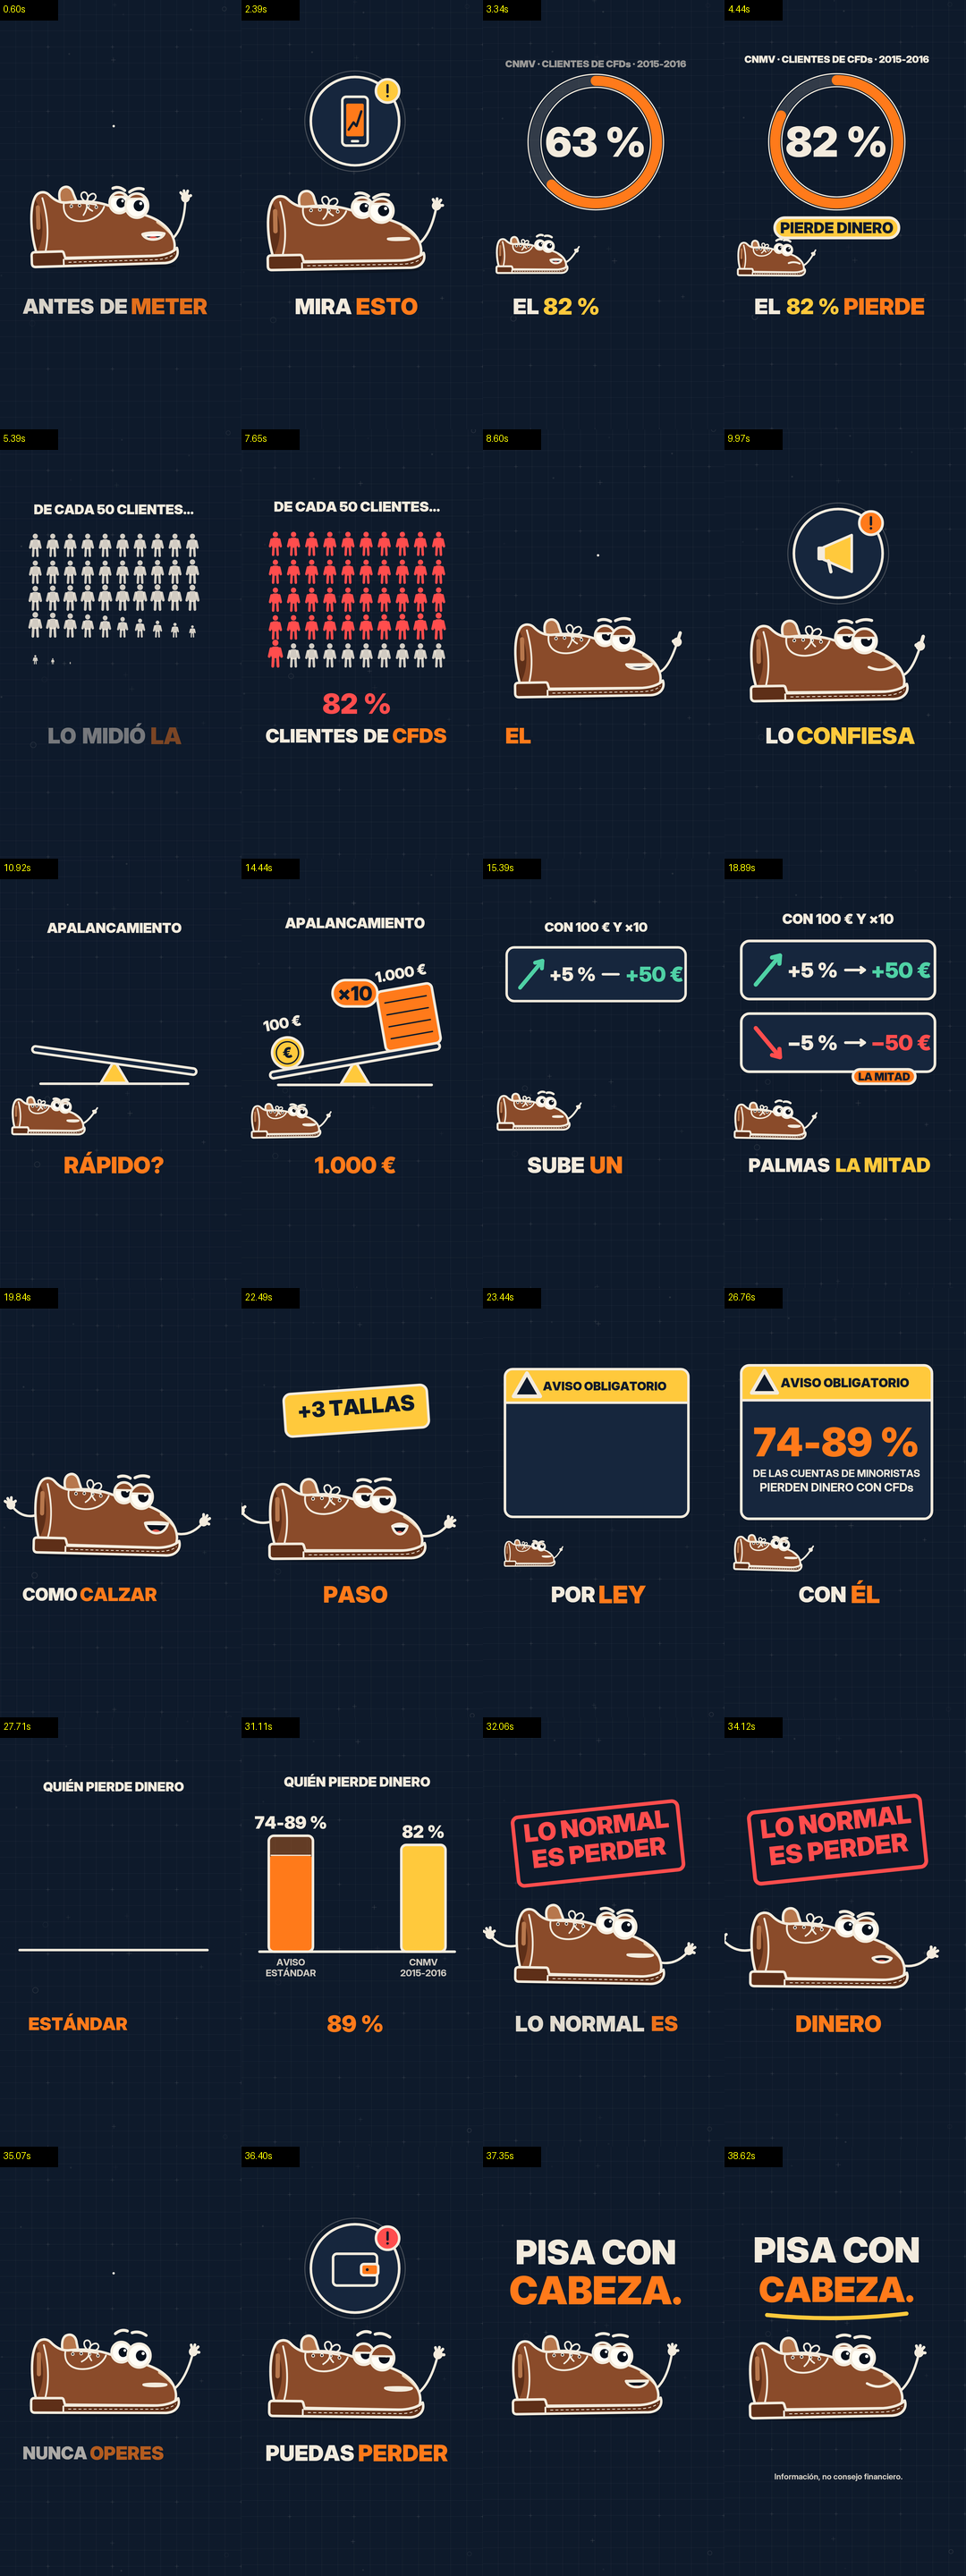 0.60s
ANTES DE METER
2.39s
!
MIRA ESTO
3.34s
CNMV · CLIENTES DE CFDs · 2015-2016
63 %
EL 82 %
4.44s
CNMV · CLIENTES DE CFDs · 2015-2016
82 %
PIERDE DINERO
EL 82 % PIERDE
5.39s
DE CADA 50 CLIENTES...
LO MIDIÓ LA
7.65s
DE CADA 50 CLIENTES...
82 %
CLIENTES DE CFDS
8.60s
EL
9.97s
!
LO CONFIESA
10.92s
APALANCAMIENTO
RÁPIDO?
14.44s
APALANCAMIENTO
1.000 €
×10
100 €
€
1.000 €
15.39s
CON 100 € Y ×10
+5 % — +50 €
SUBE UN
18.89s
CON 100 € Y ×10
+5 % → +50 €
−5 % → −50 €
LA MITAD
PALMAS LA MITAD
19.84s
COMO CALZAR
22.49s
+3 TALLAS
PASO
23.44s
AVISO OBLIGATORIO
POR LEY
26.76s
AVISO OBLIGATORIO
74-89 %
DE LAS CUENTAS DE MINORISTAS
PIERDEN DINERO CON CFDs
CON ÉL
27.71s
QUIÉN PIERDE DINERO
ESTÁNDAR
31.11s
QUIÉN PIERDE DINERO
74-89 %
82 %
AVISO
ESTÁNDAR
CNMV
2015-2016
89 %
32.06s
LO NORMAL
ES PERDER
LO NORMAL ES
34.12s
LO NORMAL
ES PERDER
DINERO
35.07s
NUNCA OPERES
36.40s
!
PUEDAS PERDER
37.35s
PISA CON
CABEZA.
38.62s
PISA CON
CABEZA.
Información, no consejo financiero.